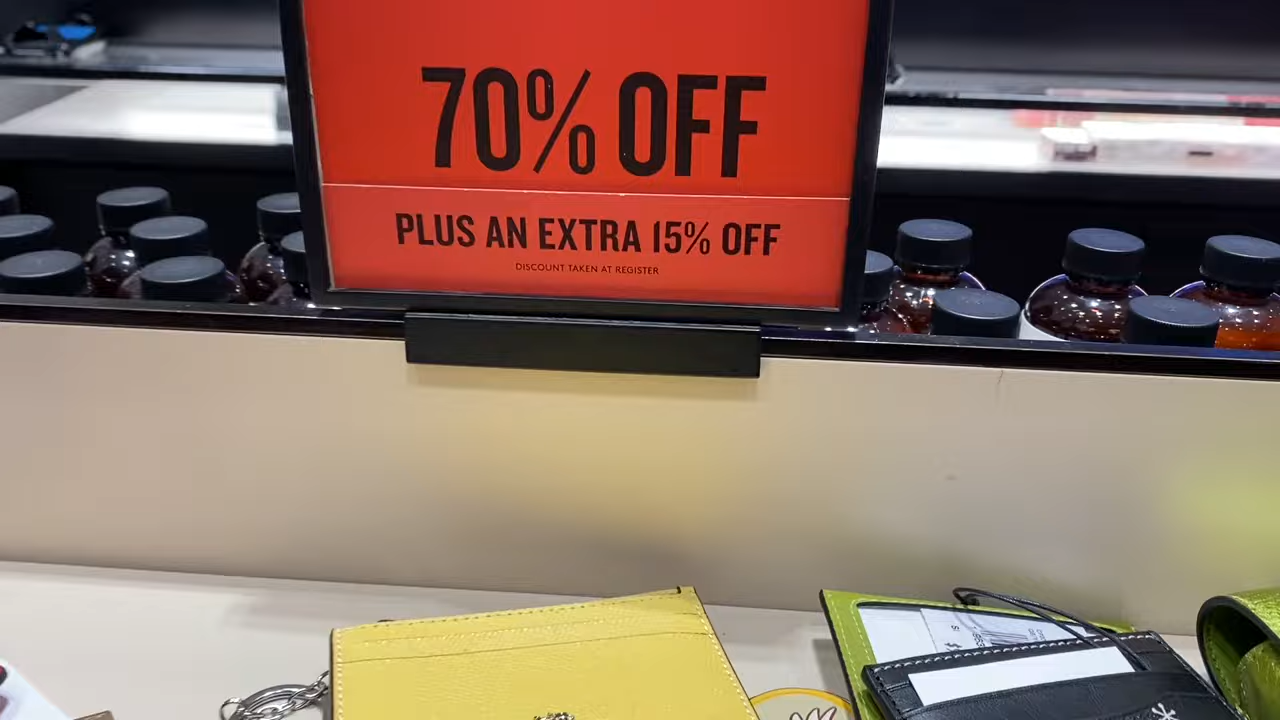 70% OFF
PLUS AN EXTRA 15% OFF
DISCOUNT TAKEN AT REGISTER